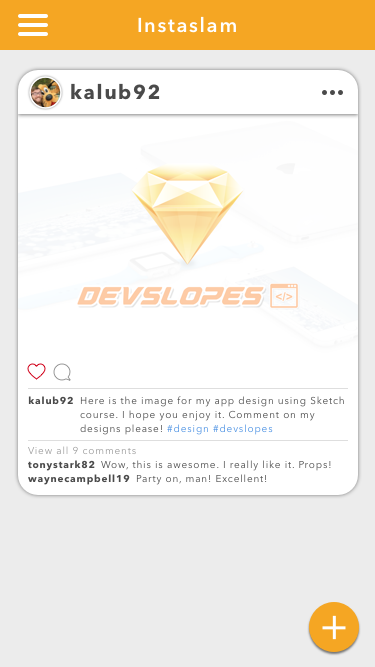 Instaslam
kalub92
DEVSLOPES </>
kalub92 Here is the image for my app design using Sketch
course. I hope you enjoy it. Comment on my
designs please! #design #devslopes
View all 9 comments
tonystark82 Wow, this is awesome. I really like it. Props!
waynecampbell19 Party on, man! Excellent!